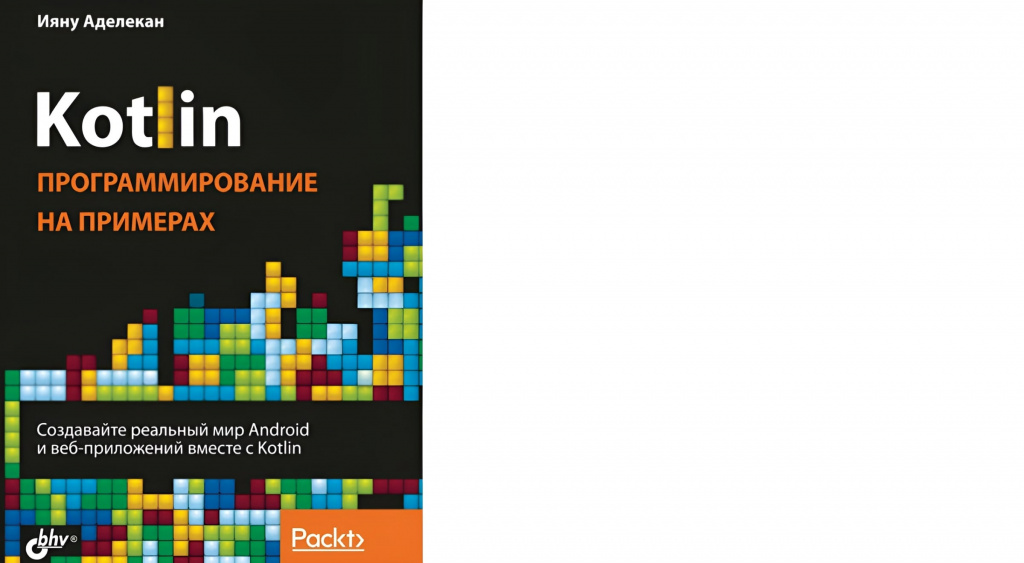 Ияну Аделекан
Kotlin
ПРОГРАММИРОВАНИЕ
НА ПРИМЕРАХ
Создавайте реальный мир Android
и веб-приложений вместе с Kotlin
bhv®
Packt>